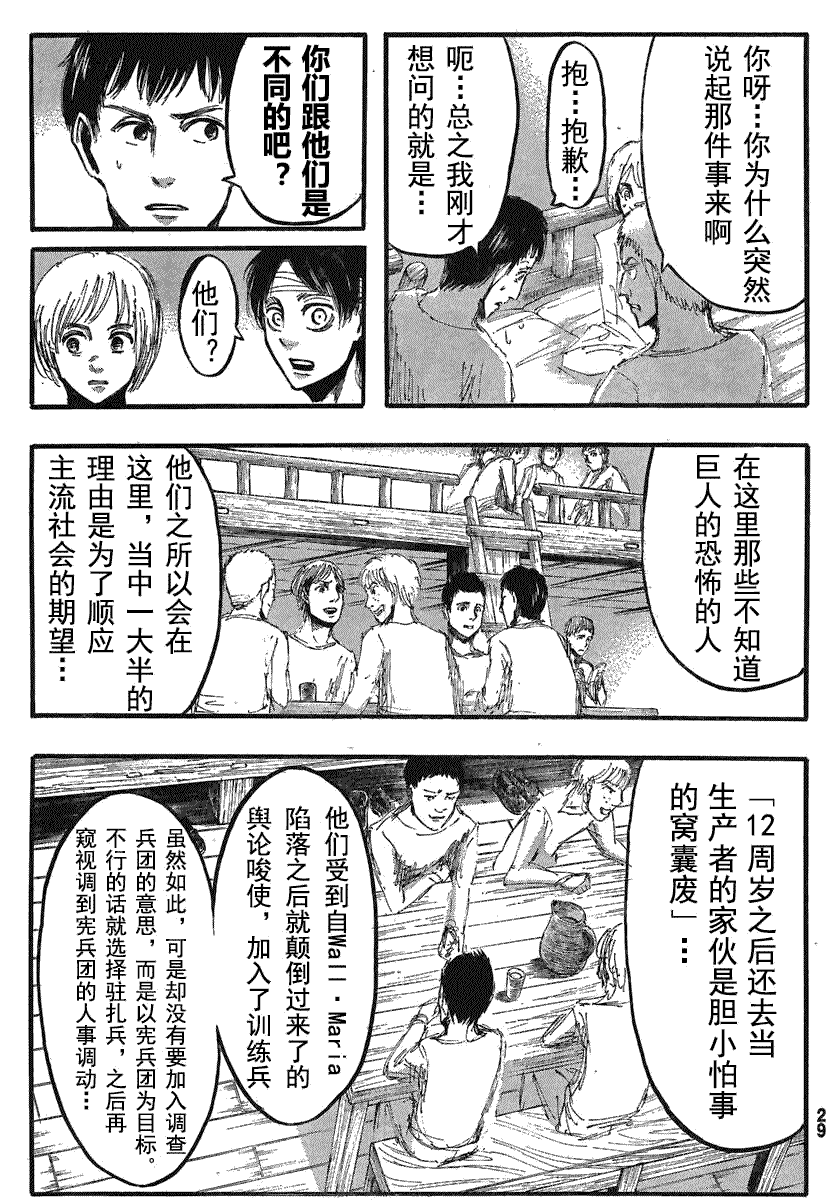 你呀…你为什么突然
说起那件事来啊
抱…抱歉…
呃…总之我刚才
想问的就是…
你们跟他们是
不同的吧？
他们？
在这里那些不知道
巨人的恐怖的人
他们之所以会在
这里，当中一大半的
理由是为了顺应
主流社会的期望…
「12周岁之后还去当
生产者的家伙是胆小怕事
的窝囊废」…
他们受到自Wall·Maria
陷落之后就颠倒过来了的
舆论唆使，加入了训练兵
虽然如此，可是却没有要加入调查
兵团的意思，而是以宪兵团为目标。
不行的话就选择驻扎兵，之后再
窥视调到宪兵团的人事调动…
29